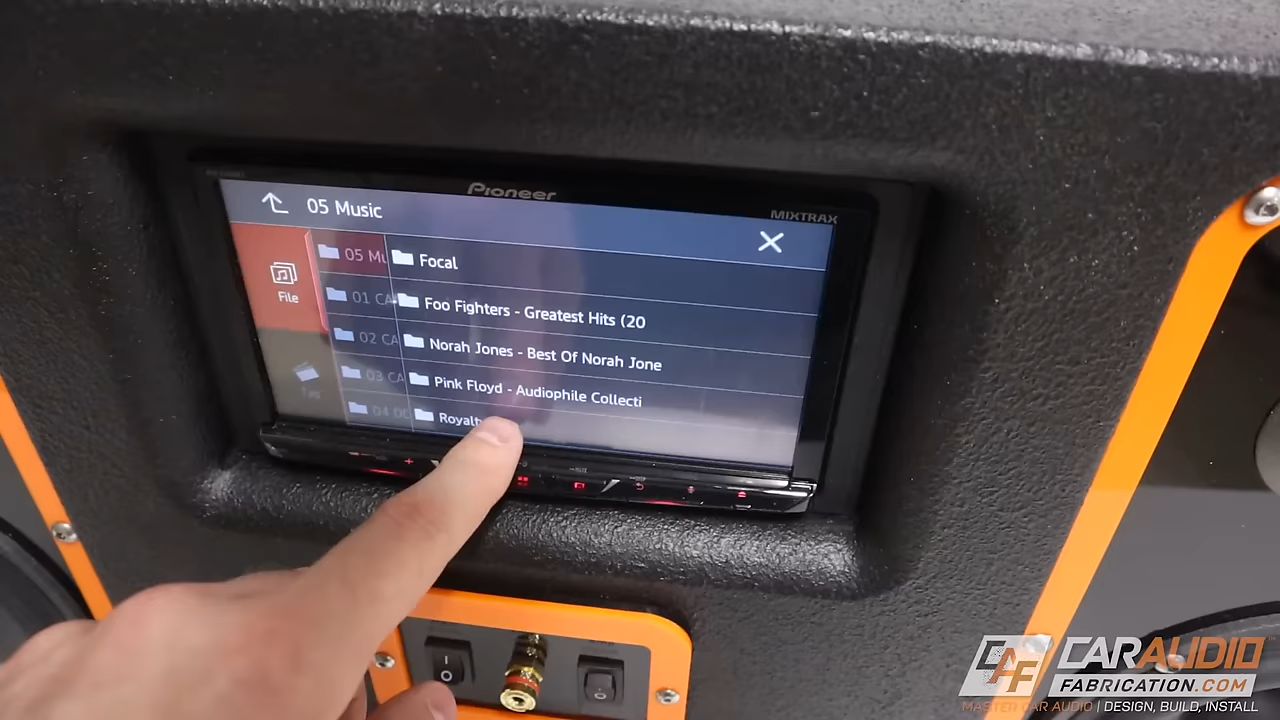 Pioneer
MIXTRAX
05 Music
File
05 Mu
01 CA
02 CA
03 CA
04 0
Focal
Foo Fighters - Greatest Hits (20
Norah Jones - Best Of Norah Jone
Pink Floyd - Audiophile Collecti
Royalt
CAF
CARAUDIO
FABRICATION.COM
MASTER CAR AUDIO | DESIGN, BUILD, INSTALL